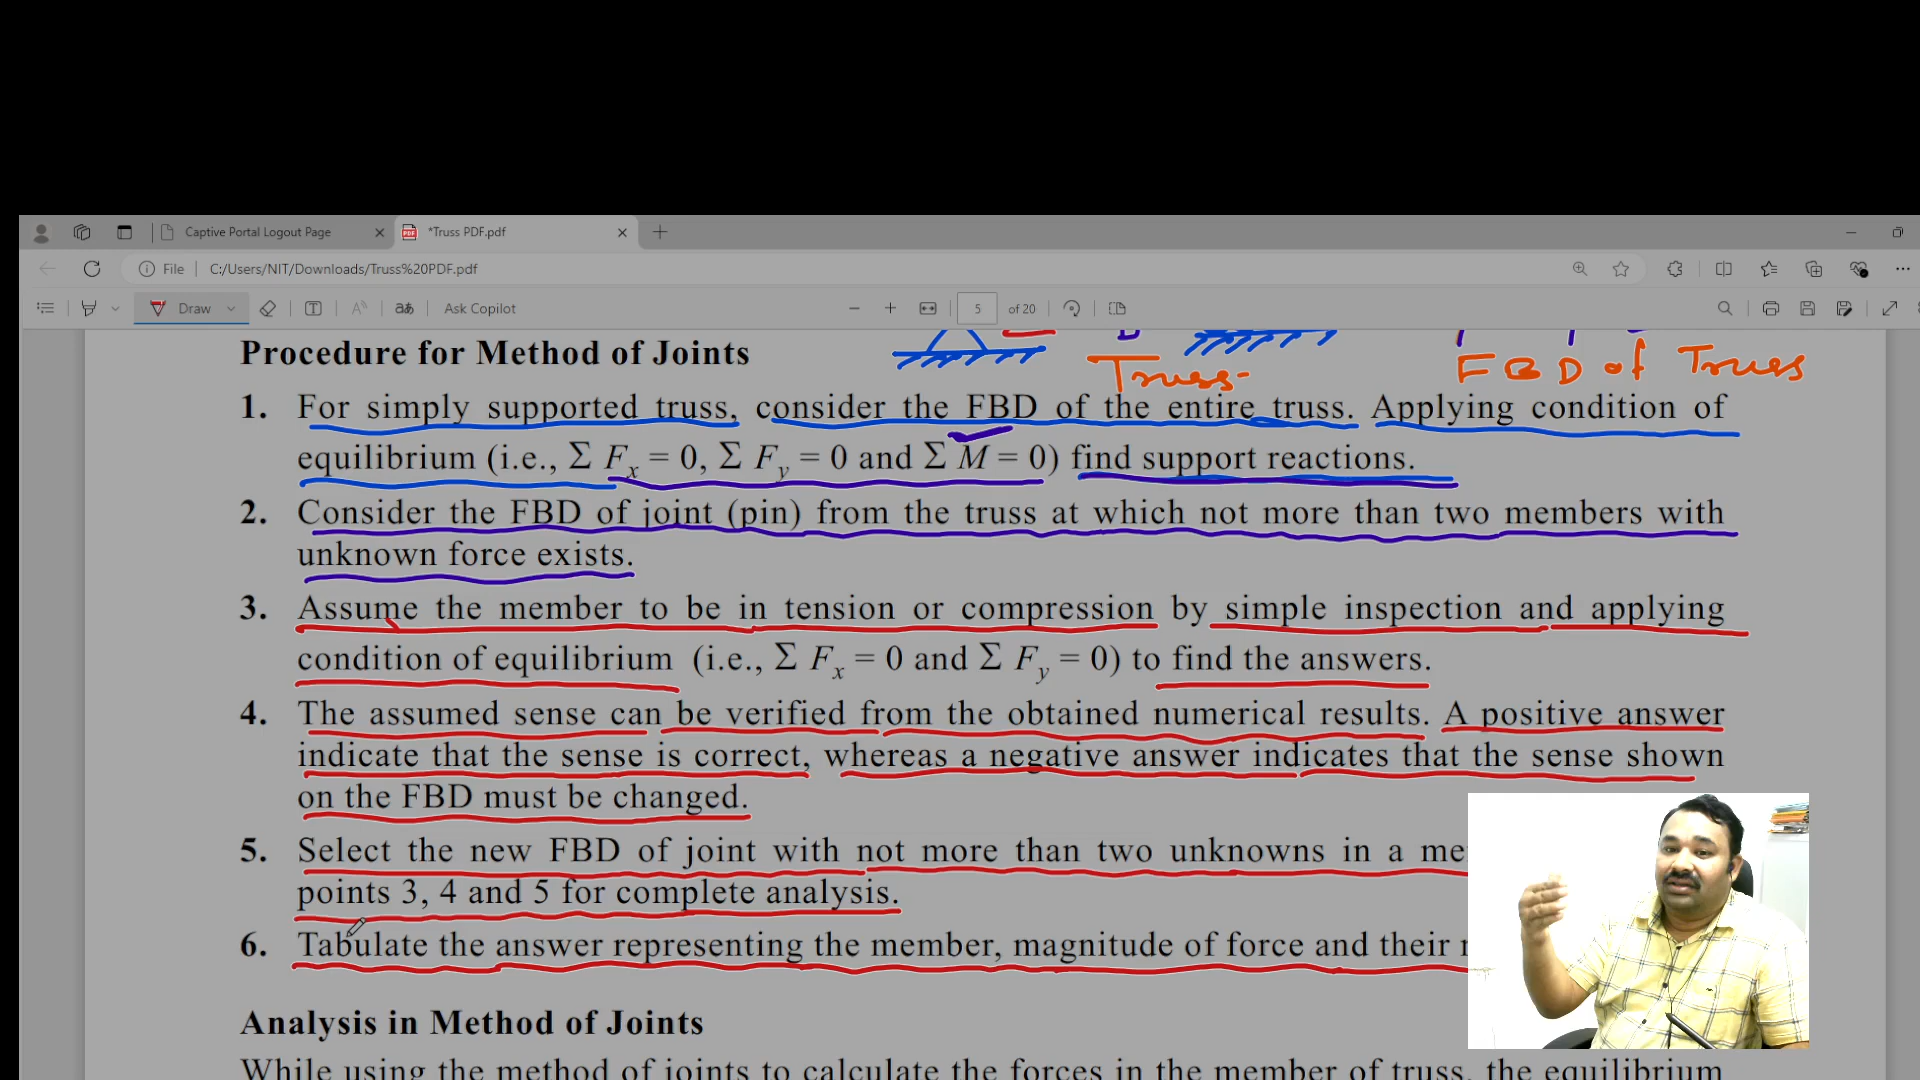 Captive Portal Logout Page
*Truss PDF.pdf
File C:/Users/NIT/Downloads/Truss%20PDF.pdf
Draw aあ Ask Copilot 5 of 20
Truss FBD of Truss
Procedure for Method of Joints
1. For simply supported truss, consider the FBD of the entire truss. Applying condition of
equilibrium (i.e., Σ Fx = 0, Σ Fy = 0 and Σ M = 0) find support reactions.
2. Consider the FBD of joint (pin) from the truss at which not more than two members with
unknown force exists.
3. Assume the member to be in tension or compression by simple inspection and applying
condition of equilibrium (i.e., Σ Fx = 0 and Σ Fy = 0) to find the answers.
4. The assumed sense can be verified from the obtained numerical results. A positive answer
indicate that the sense is correct, whereas a negative answer indicates that the sense shown
on the FBD must be changed.
5. Select the new FBD of joint with not more than two unknowns in a
points 3, 4 and 5 for complete analysis.
6. Tabulate the answer representing the member, magnitude of force and their
Analysis in Method of Joints
While using the method of joints to calculate the forces in the member of truss, the equilibrium